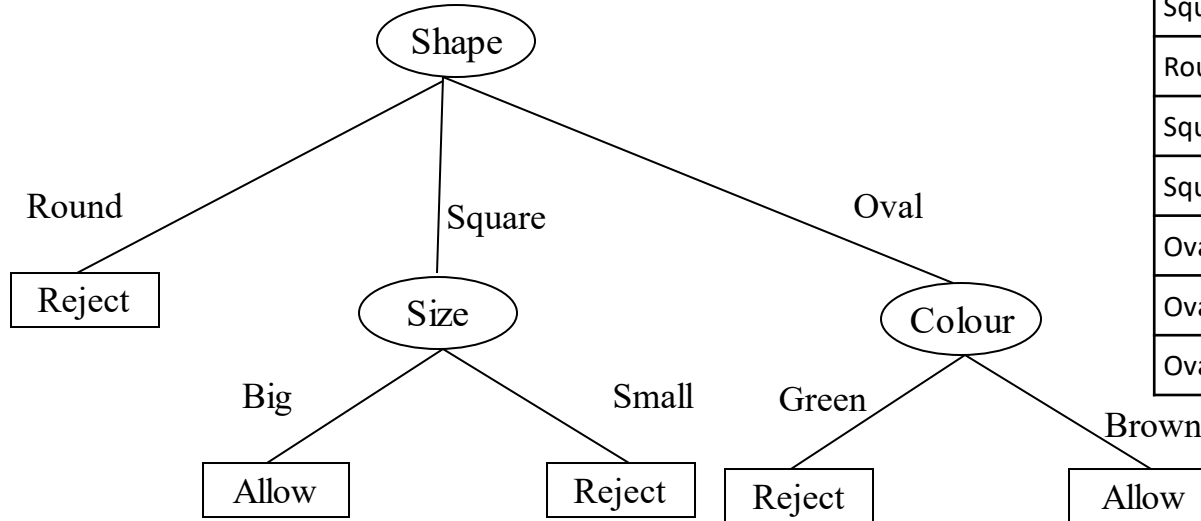 Shape
Round
Square
Oval
Reject
Size
Colour
Big
Small
Green
Brown
Allow
Reject
Reject
Allow